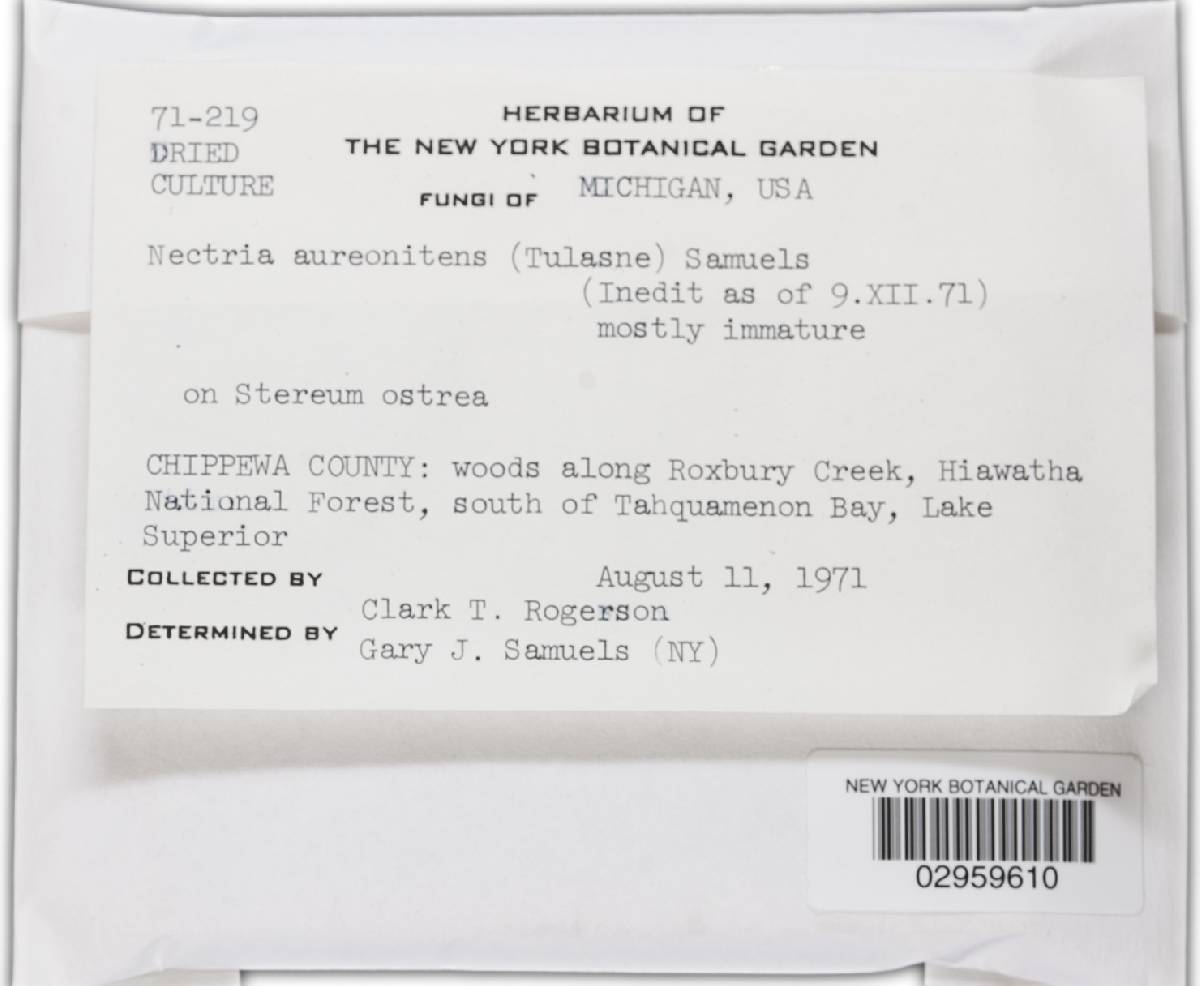 71-219
DRIED
CULTURE
HERBARIUM OF
THE NEW YORK BOTANICAL GARDEN
FUNGI OF MICHIGAN, USA
Nectria aureonitens (Tulasne) Samuels
(Inedit as of 9.XII.71)
mostly immature
on Stereum ostrea
CHIPPEWA COUNTY: woods along Roxbury Creek, Hiawatha
National Forest, south of Tahquamenon Bay, Lake
Superior
COLLECTED BY August 11, 1971
Clark T. Rogerson
DETERMINED BY
Gary J. Samuels (NY)
NEW YORK BOTANICAL GARDEN
02959610